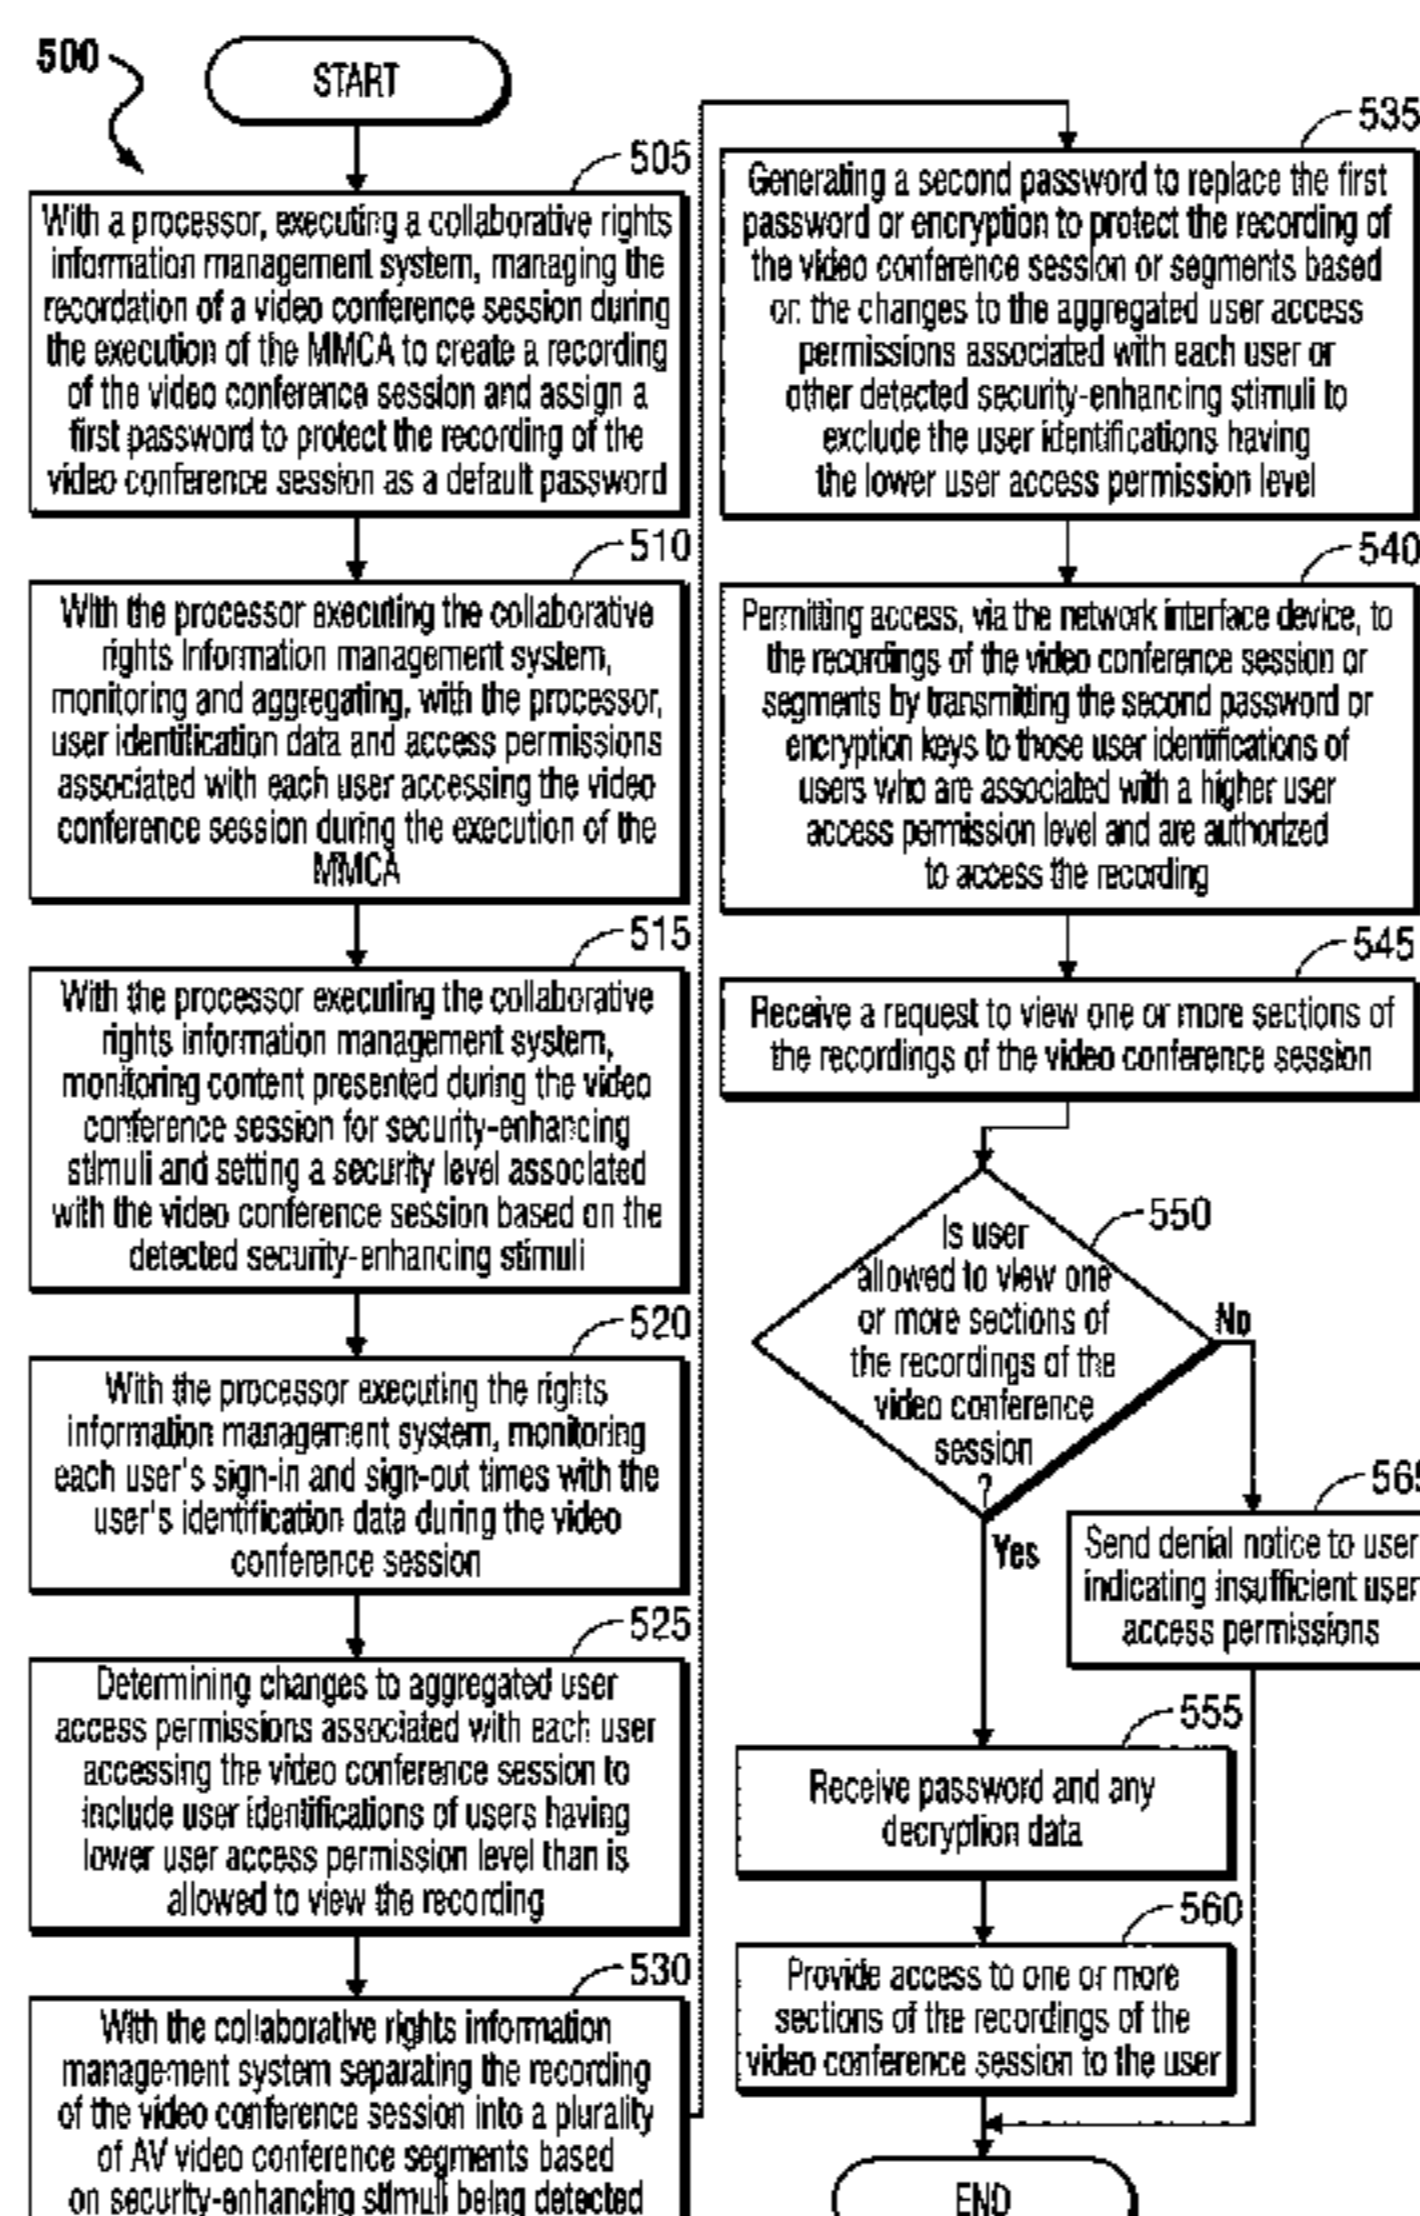 500
START
505
With a processor, executing a collaborative rights
information management system, managing the
recordation of a video conference session during
the execution of the MMCA to create a recording
of the video conference session and assign a
first password to protect the recording of the
video conference session as a default password
510
With the processor executing the collaborative
rights Information management system,
monitoring and aggregating, with the processor,
user identification data and access permissions
associated with each user accessing the video
conference session during the execution of the
MMCA
515
With the processor executing the collaborative
rights information management system,
monitoring content presented during the video
conference session for security-enhancing
stimuli and setting a security level associated
with the video conference session based on the
detected security-enhancing stimuli
520
With the processor executing the rights
information management system, monitoring
each user's sign-in and sign-out times with the
user's identification data during the video
conference session
525
Determining changes to aggregated user
access permissions associated with each user
accessing the video conference session to
include user identifications of users having
lower user access permission level than is
allowed to view the recording
530
With the collaborative rights information
management system separating the recording
of the video conference session into a plurality
of AV video conference segments based
on security-enhancing stimuli being detected
535
Generating a second password to replace the first
password or encryption to protect the recording of
the video conference session or segments based
on the changes to the aggregated user access
permissions associated with each user or
other detected security-enhancing stimuli to
exclude the user identifications having
the lower user access permission level
540
Permitting access, via the network interface device, to
the recordings of the video conference session or
segments by transmitting the second password or
encryption keys to those user identifications of
users who are associated with a higher user
access permission level and are authorized
to access the recording
545
Receive a request to view one or more sections of
the recordings of the video conference session
550
Is user
allowed to view one
or more sections of
the recordings of the
video conference
session
?
No
Yes
565
Send denial notice to user
indicating insufficient user
access permissions
555
Receive password and any
decryption data
560
Provide access to one or more
sections of the recordings of the
video conference session to the user
END